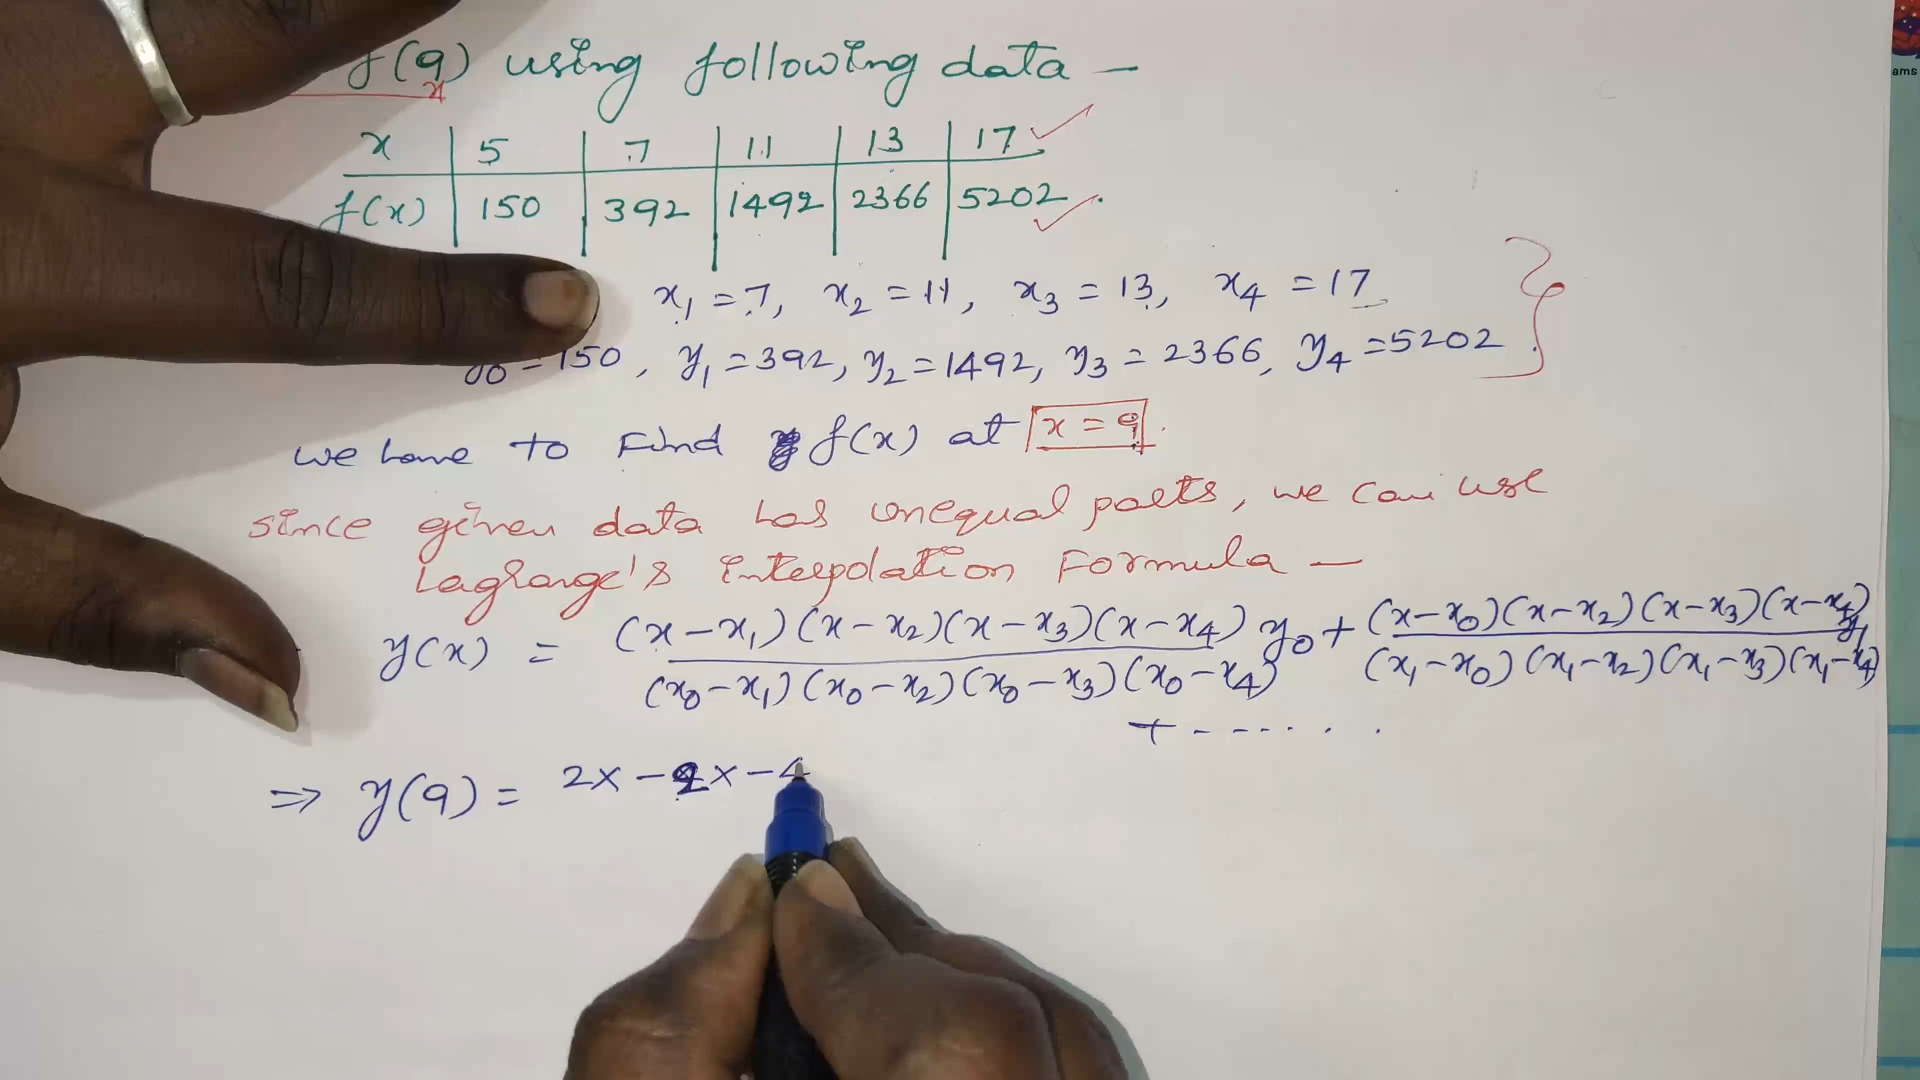 f(9) using following data -
x
x 5 7 11 13 17
f(x) 150 392 1492 2366 5202
x₁ = 7, x₂ = 11, x₃ = 13, x₄ = 17
y₀ = 150, y₁ = 392, y₂ = 1492, y₃ = 2366, y₄ = 5202
we have to Find f(x) at x = 9.
since given data has unequal parts, we can use
Lagrange's Interpolation Formula -
y(x) = (x-x₁)(x-x₂)(x-x₃)(x-x₄) / (x₀-x₁)(x₀-x₂)(x₀-x₃)(x₀-x₄) y₀ + (x-x₀)(x-x₂)(x-x₃)(x-x₄) / (x₁-x₀)(x₁-x₂)(x₁-x₃)(x₁-x₄) y₁
+ - - - - - . . .
⇒ y(9) = 2x -2x -4
ams